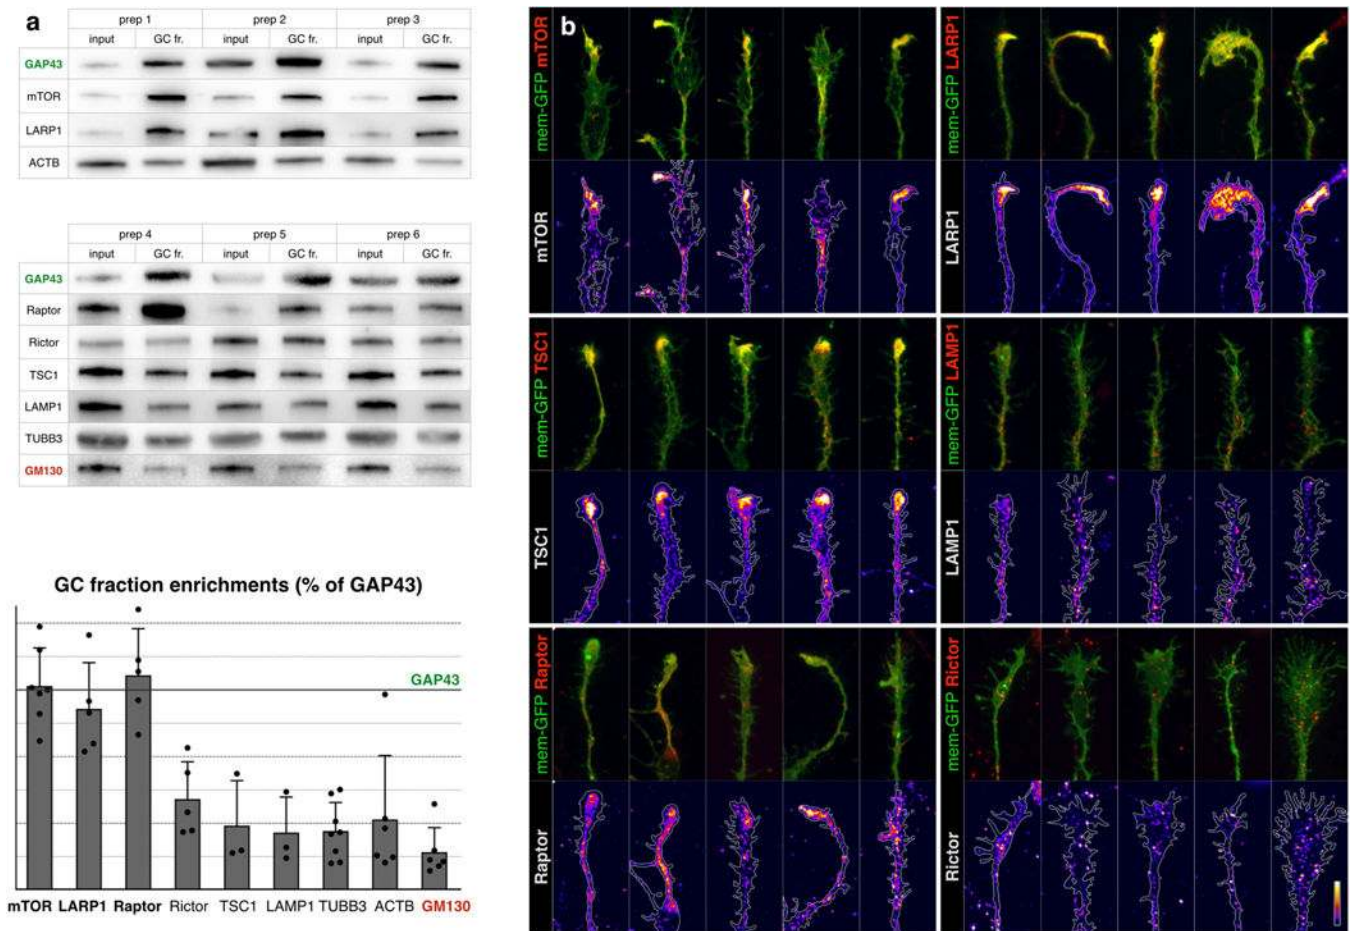 a
prep 1 prep 2 prep 3
input GC fr. input GC fr. input GC fr.
GAP43
mTOR
LARP1
ACTB
prep 4 prep 5 prep 6
input GC fr. input GC fr. input GC fr.
GAP43
Raptor
Rictor
TSC1
LAMP1
TUBB3
GM130
GC fraction enrichments (% of GAP43)
GAP43
mTOR LARP1 Raptor Rictor TSC1 LAMP1 TUBB3 ACTB GM130
b
mem-GFP mTOR
mTOR
mem-GFP LARP1
LARP1
mem-GFP TSC1
TSC1
mem-GFP LAMP1
LAMP1
mem-GFP Raptor
Raptor
mem-GFP Rictor
Rictor